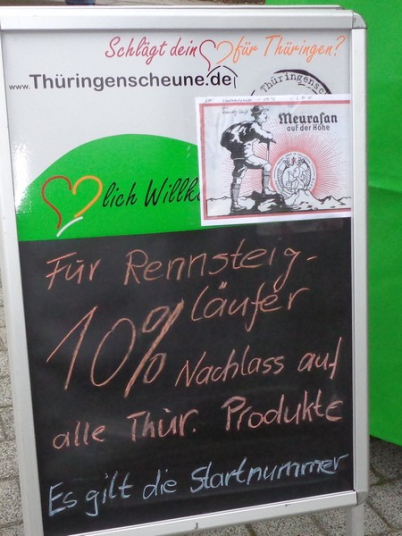 Schlägt dein für Thüringen?
www.Thüringenscheune.de
Thüringensch
Meurasan
auf der Höhe
lich Willk
Für Rennsteig-
läufer
10% Nachlass auf
alle Thür. Produkte
Es gilt die Startnummer